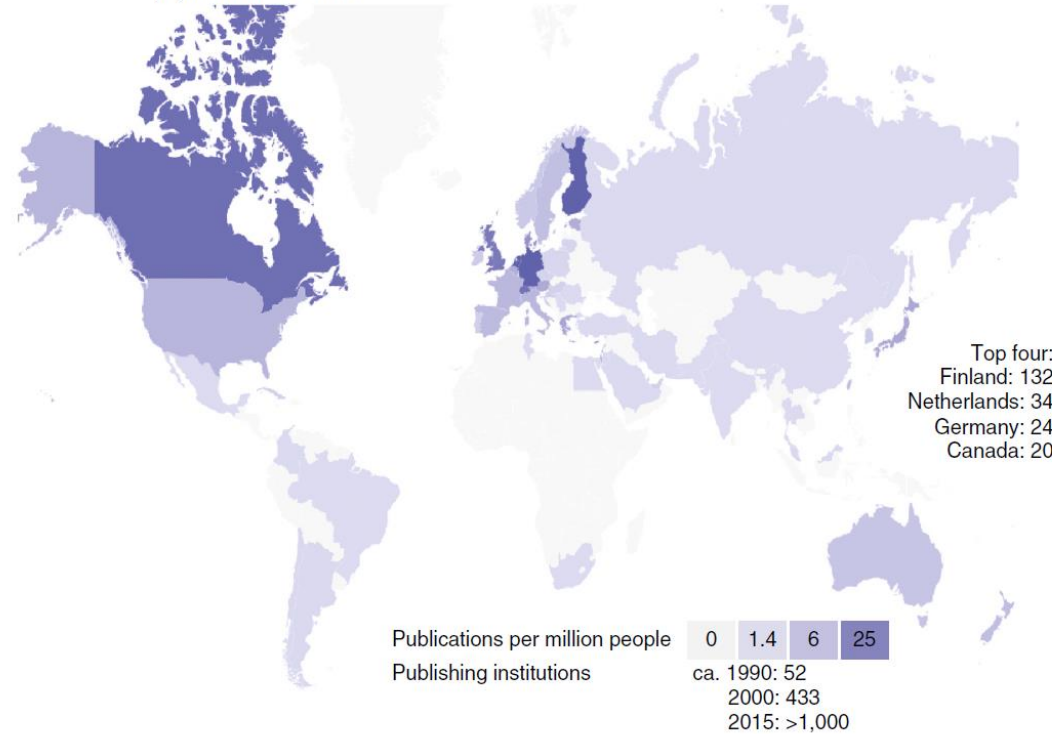 Top four:
Finland: 132
Netherlands: 34
Germany: 24
Canada: 20
Publications per million people 0 1.4 6 25
Publishing institutions ca. 1990: 52
2000: 433
2015: >1,000